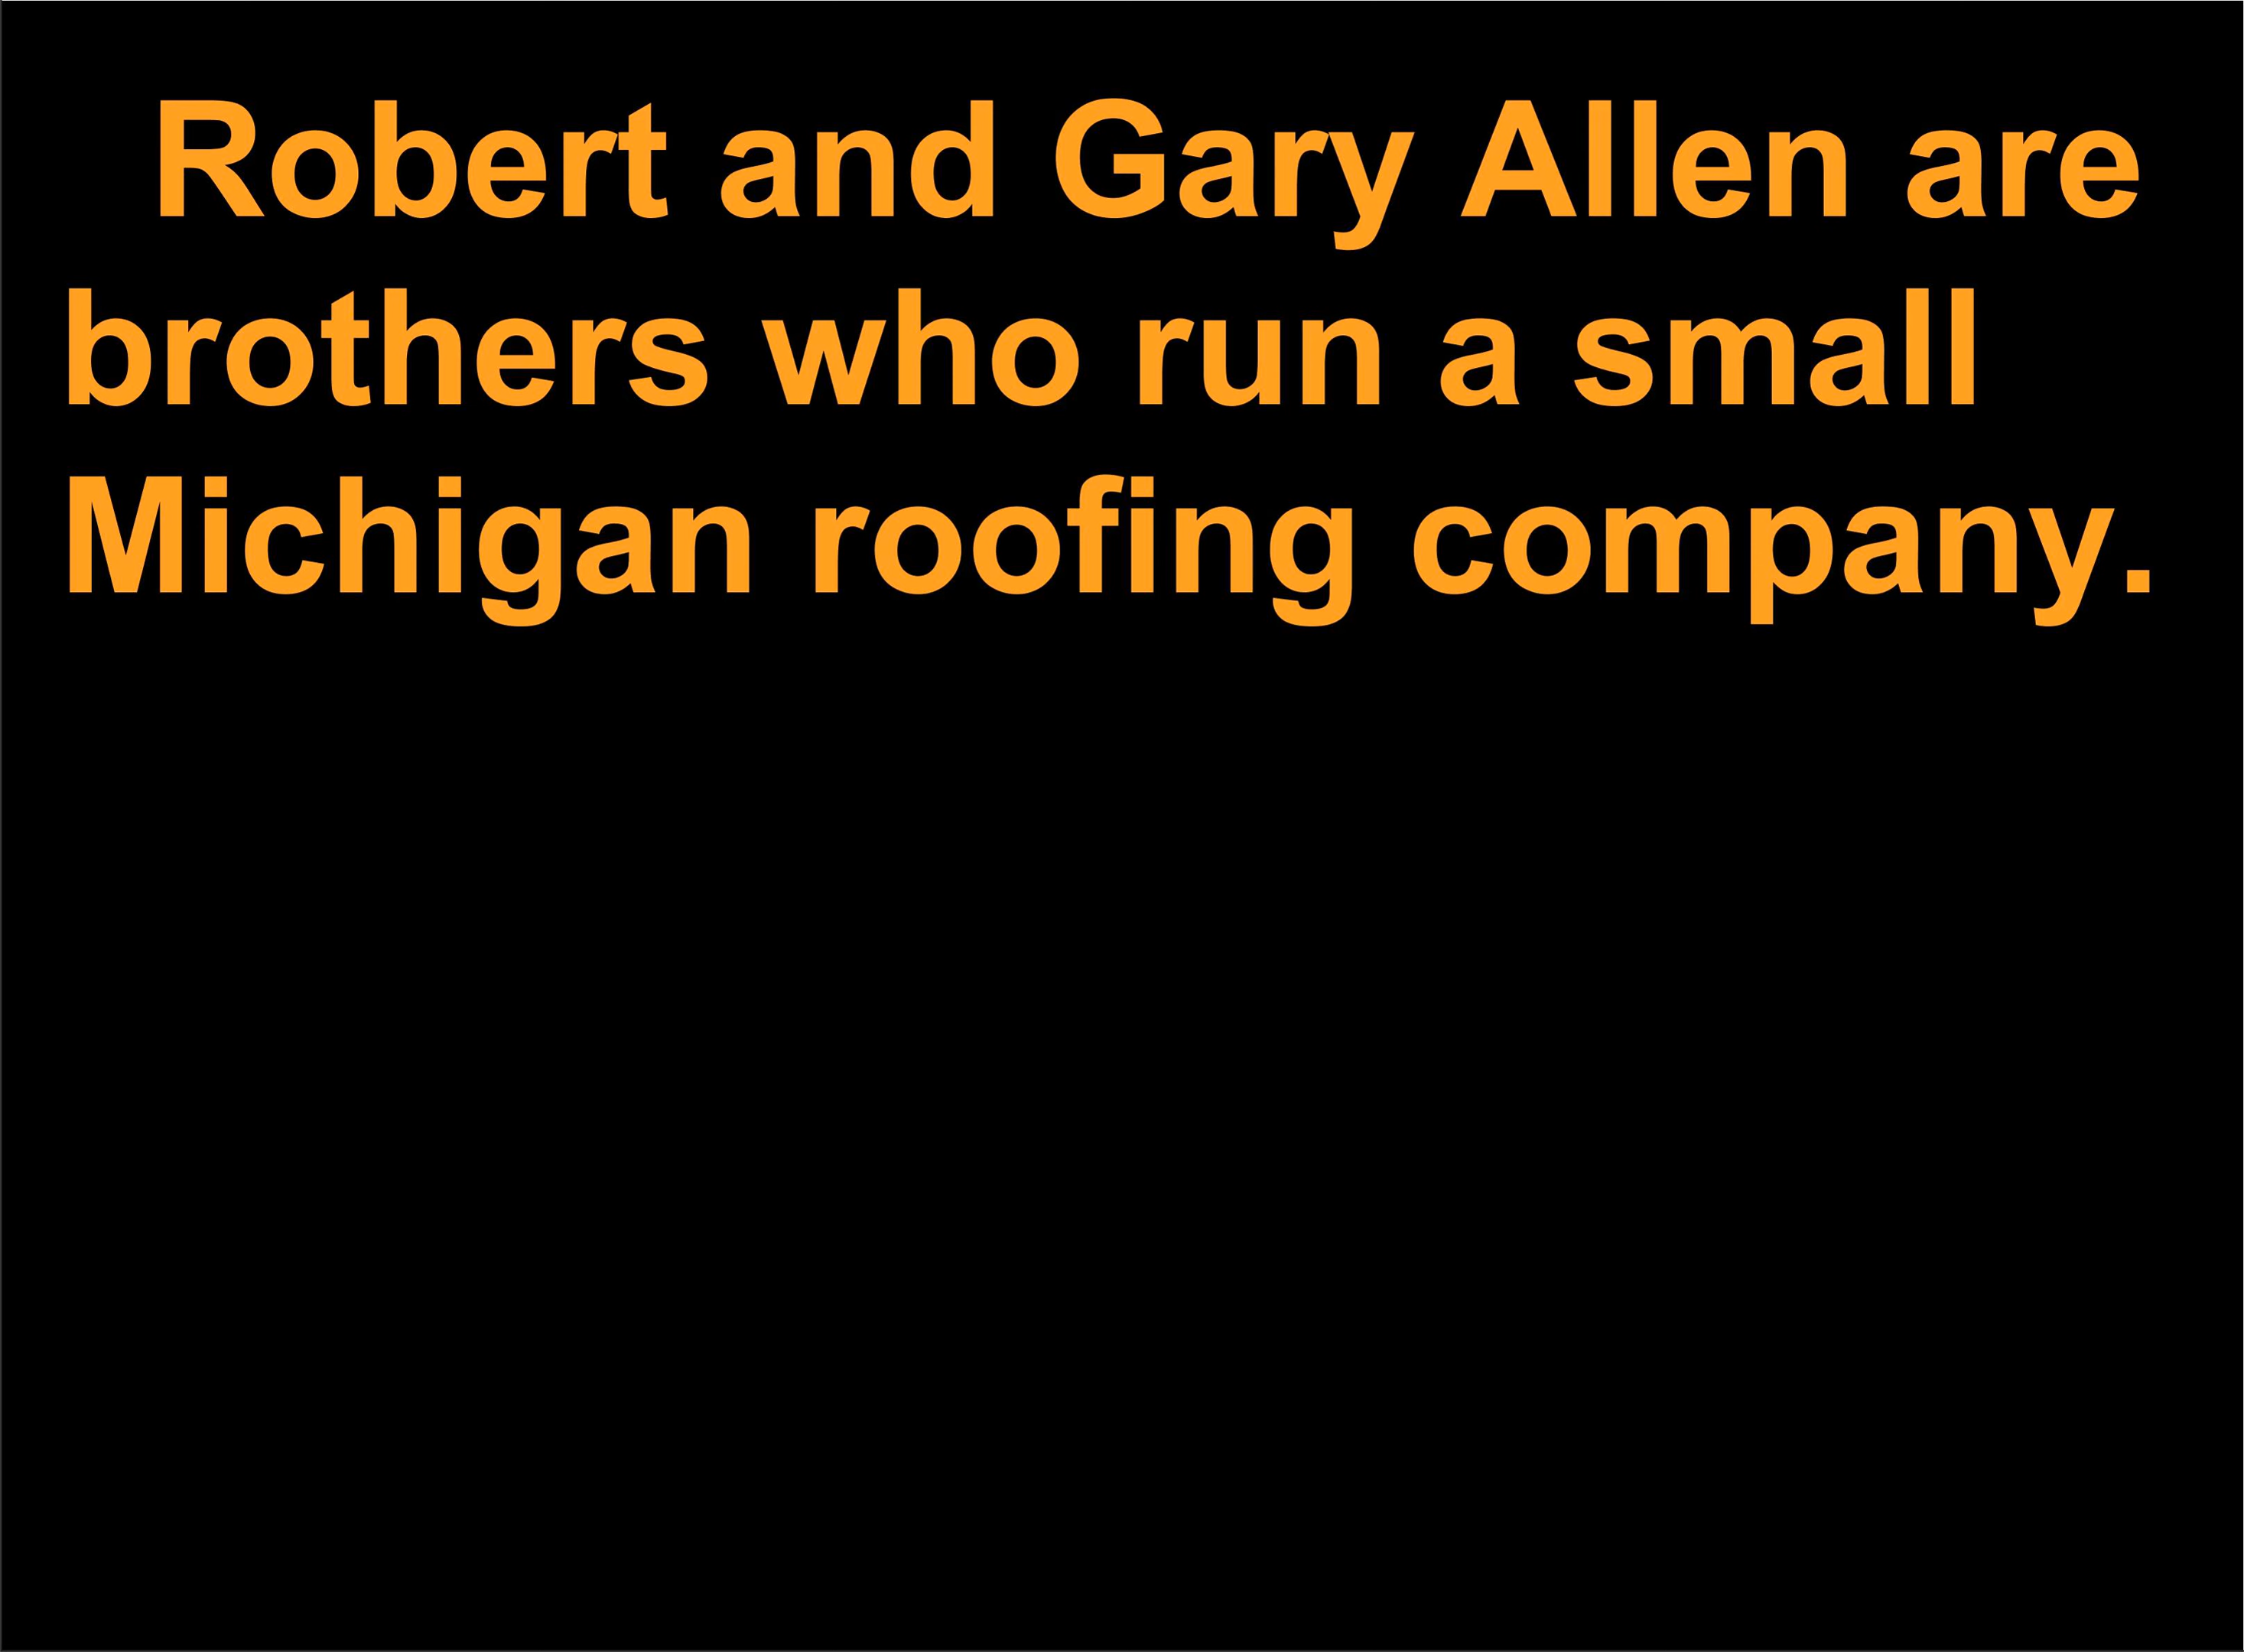 Robert and Gary Allen are
brothers who run a small
Michigan roofing company.